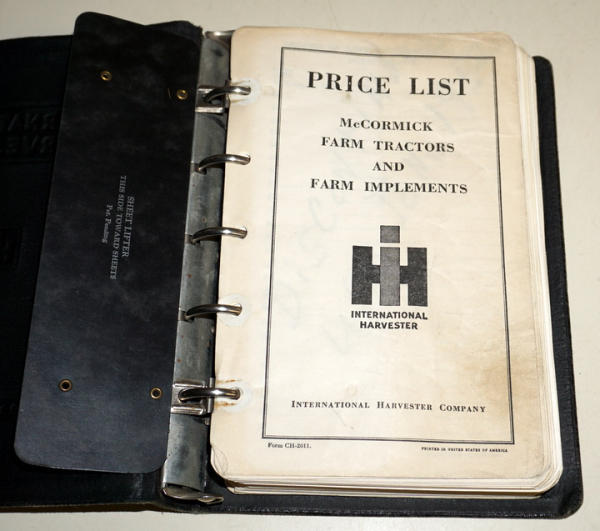 SHEET LIFTER
THIS SIDE TOWARD SHEETS
Pat. Pending
PRICE LIST
McCORMICK
FARM TRACTORS
AND
FARM IMPLEMENTS
IH
INTERNATIONAL
HARVESTER
INTERNATIONAL HARVESTER COMPANY
Form CH-2611.
PRINTED IN UNITED STATES OF AMERICA